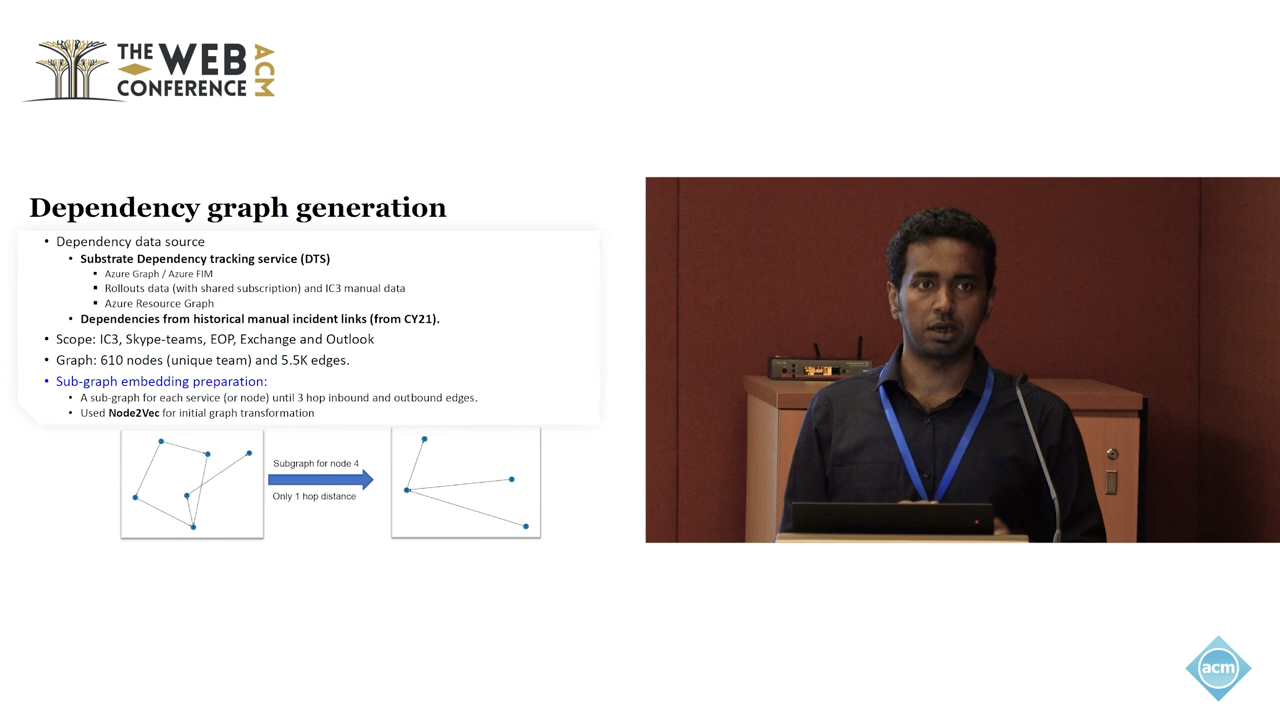 THE WEB
CONFERENCE
ACM
Dependency graph generation
• Dependency data source
• Substrate Dependency tracking service (DTS)
▪ Azure Graph / Azure FIM
▪ Rollouts data (with shared subscription) and IC3 manual data
▪ Azure Resource Graph
• Dependencies from historical manual incident links (from CY21).
• Scope: IC3, Skype-teams, EOP, Exchange and Outlook
• Graph: 610 nodes (unique team) and 5.5K edges.
• Sub-graph embedding preparation:
• A sub-graph for each service (or node) until 3 hop inbound and outbound edges.
• Used Node2Vec for initial graph transformation
Subgraph for node 4
Only 1 hop distance
acm